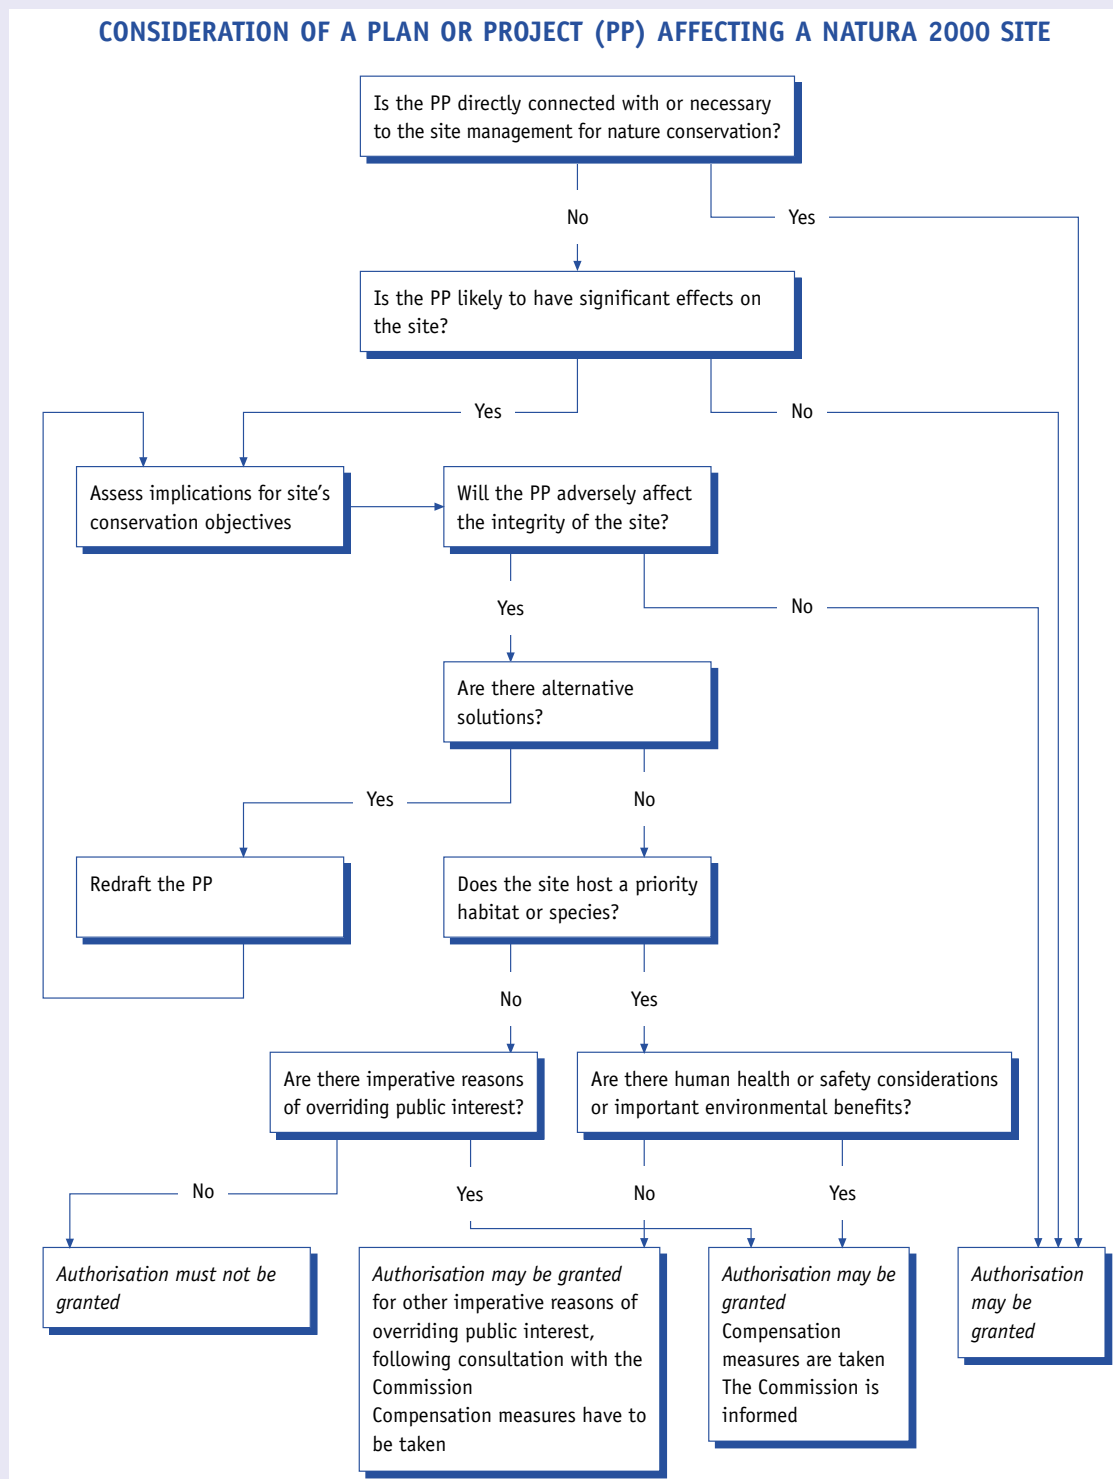 CONSIDERATION OF A PLAN OR PROJECT (PP) AFFECTING A NATURA 2000 SITE
Is the PP directly connected with or necessary
to the site management for nature conservation?
No
Yes
Is the PP likely to have significant effects on
the site?
Yes
No
Assess implications for site's
conservation objectives
Will the PP adversely affect
the integrity of the site?
Yes
No
Are there alternative
solutions?
Yes
No
Redraft the PP
Does the site host a priority
habitat or species?
No
Yes
Are there imperative reasons
of overriding public interest?
Are there human health or safety considerations
or important environmental benefits?
No
Yes
No
Yes
Authorisation must not be
granted
Authorisation may be granted
for other imperative reasons of
overriding public interest,
following consultation with the
Commission
Compensation measures have to
be taken
Authorisation may be
granted
Compensation
measures are taken
The Commission is
informed
Authorisation
may be
granted